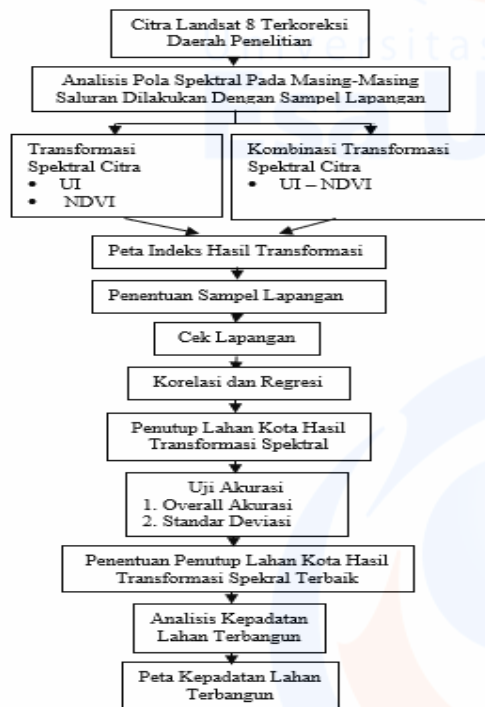 Citra Landsat 8 Terkoreksi
Daerah Penelitian
Universitas
Analisis Pola Spektral Pada Masing-Masing
Saluran Dilakukan Dengan Sampel Lapangan
Esa U
Transformasi
Spektral Citra
• UI
• NDVI
Kombinasi Transformasi
Spektral Citra
• UI – NDVI
Peta Indeks Hasil Transformasi
Penentuan Sampel Lapangan
Cek Lapangan
Korelasi dan Regresi
Penutup Lahan Kota Hasil
Transformasi Spektral
Uji Akurasi
1. Overall Akurasi
2. Standar Deviasi
Penentuan Penutup Lahan Kota Hasil
Transformasi Spekral Terbaik
Analisis Kepadatan
Lahan Terbangun
Peta Kepadatan Lahan
Terbangun